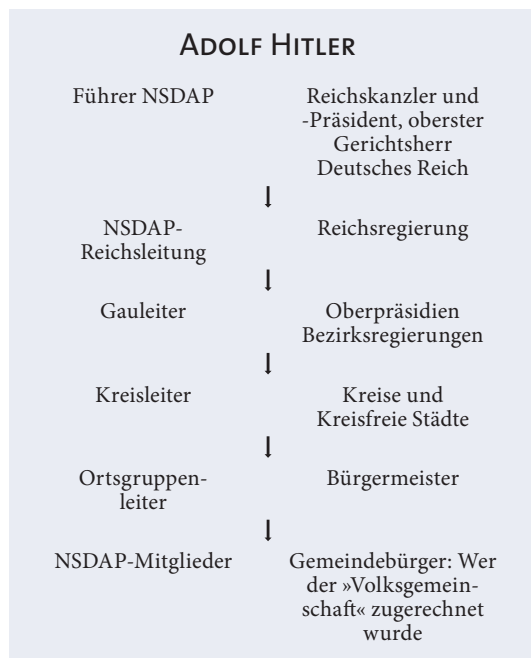 ADOLF HITLER
Führer NSDAP
Reichskanzler und
-Präsident, oberster
Gerichtsherr
Deutsches Reich
NSDAP-
Reichsleitung
Reichsregierung
Gauleiter
Oberpräsidien
Bezirksregierungen
Kreisleiter
Kreise und
Kreisfreie Städte
Ortsgruppen-
leiter
Bürgermeister
NSDAP-Mitglieder
Gemeindebürger: Wer
der »Volksgemein-
schaft« zugerechnet
wurde